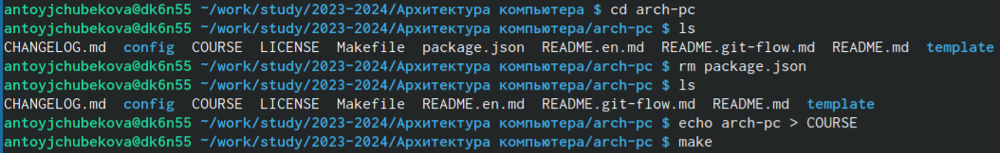 antoyjchubekova@dk6n55 ~/work/study/2023-2024/Архитектура компьютера $ cd arch-pc
antoyjchubekova@dk6n55 ~/work/study/2023-2024/Архитектура компьютера/arch-pc $ ls
CHANGELOG.md  config  COURSE  LICENSE  Makefile  package.json  README.en.md  README.git-flow.md  README.md  template
antoyjchubekova@dk6n55 ~/work/study/2023-2024/Архитектура компьютера/arch-pc $ rm package.json
antoyjchubekova@dk6n55 ~/work/study/2023-2024/Архитектура компьютера/arch-pc $ ls
CHANGELOG.md  config  COURSE  LICENSE  Makefile  README.en.md  README.git-flow.md  README.md  template
antoyjchubekova@dk6n55 ~/work/study/2023-2024/Архитектура компьютера/arch-pc $ echo arch-pc > COURSE
antoyjchubekova@dk6n55 ~/work/study/2023-2024/Архитектура компьютера/arch-pc $ make